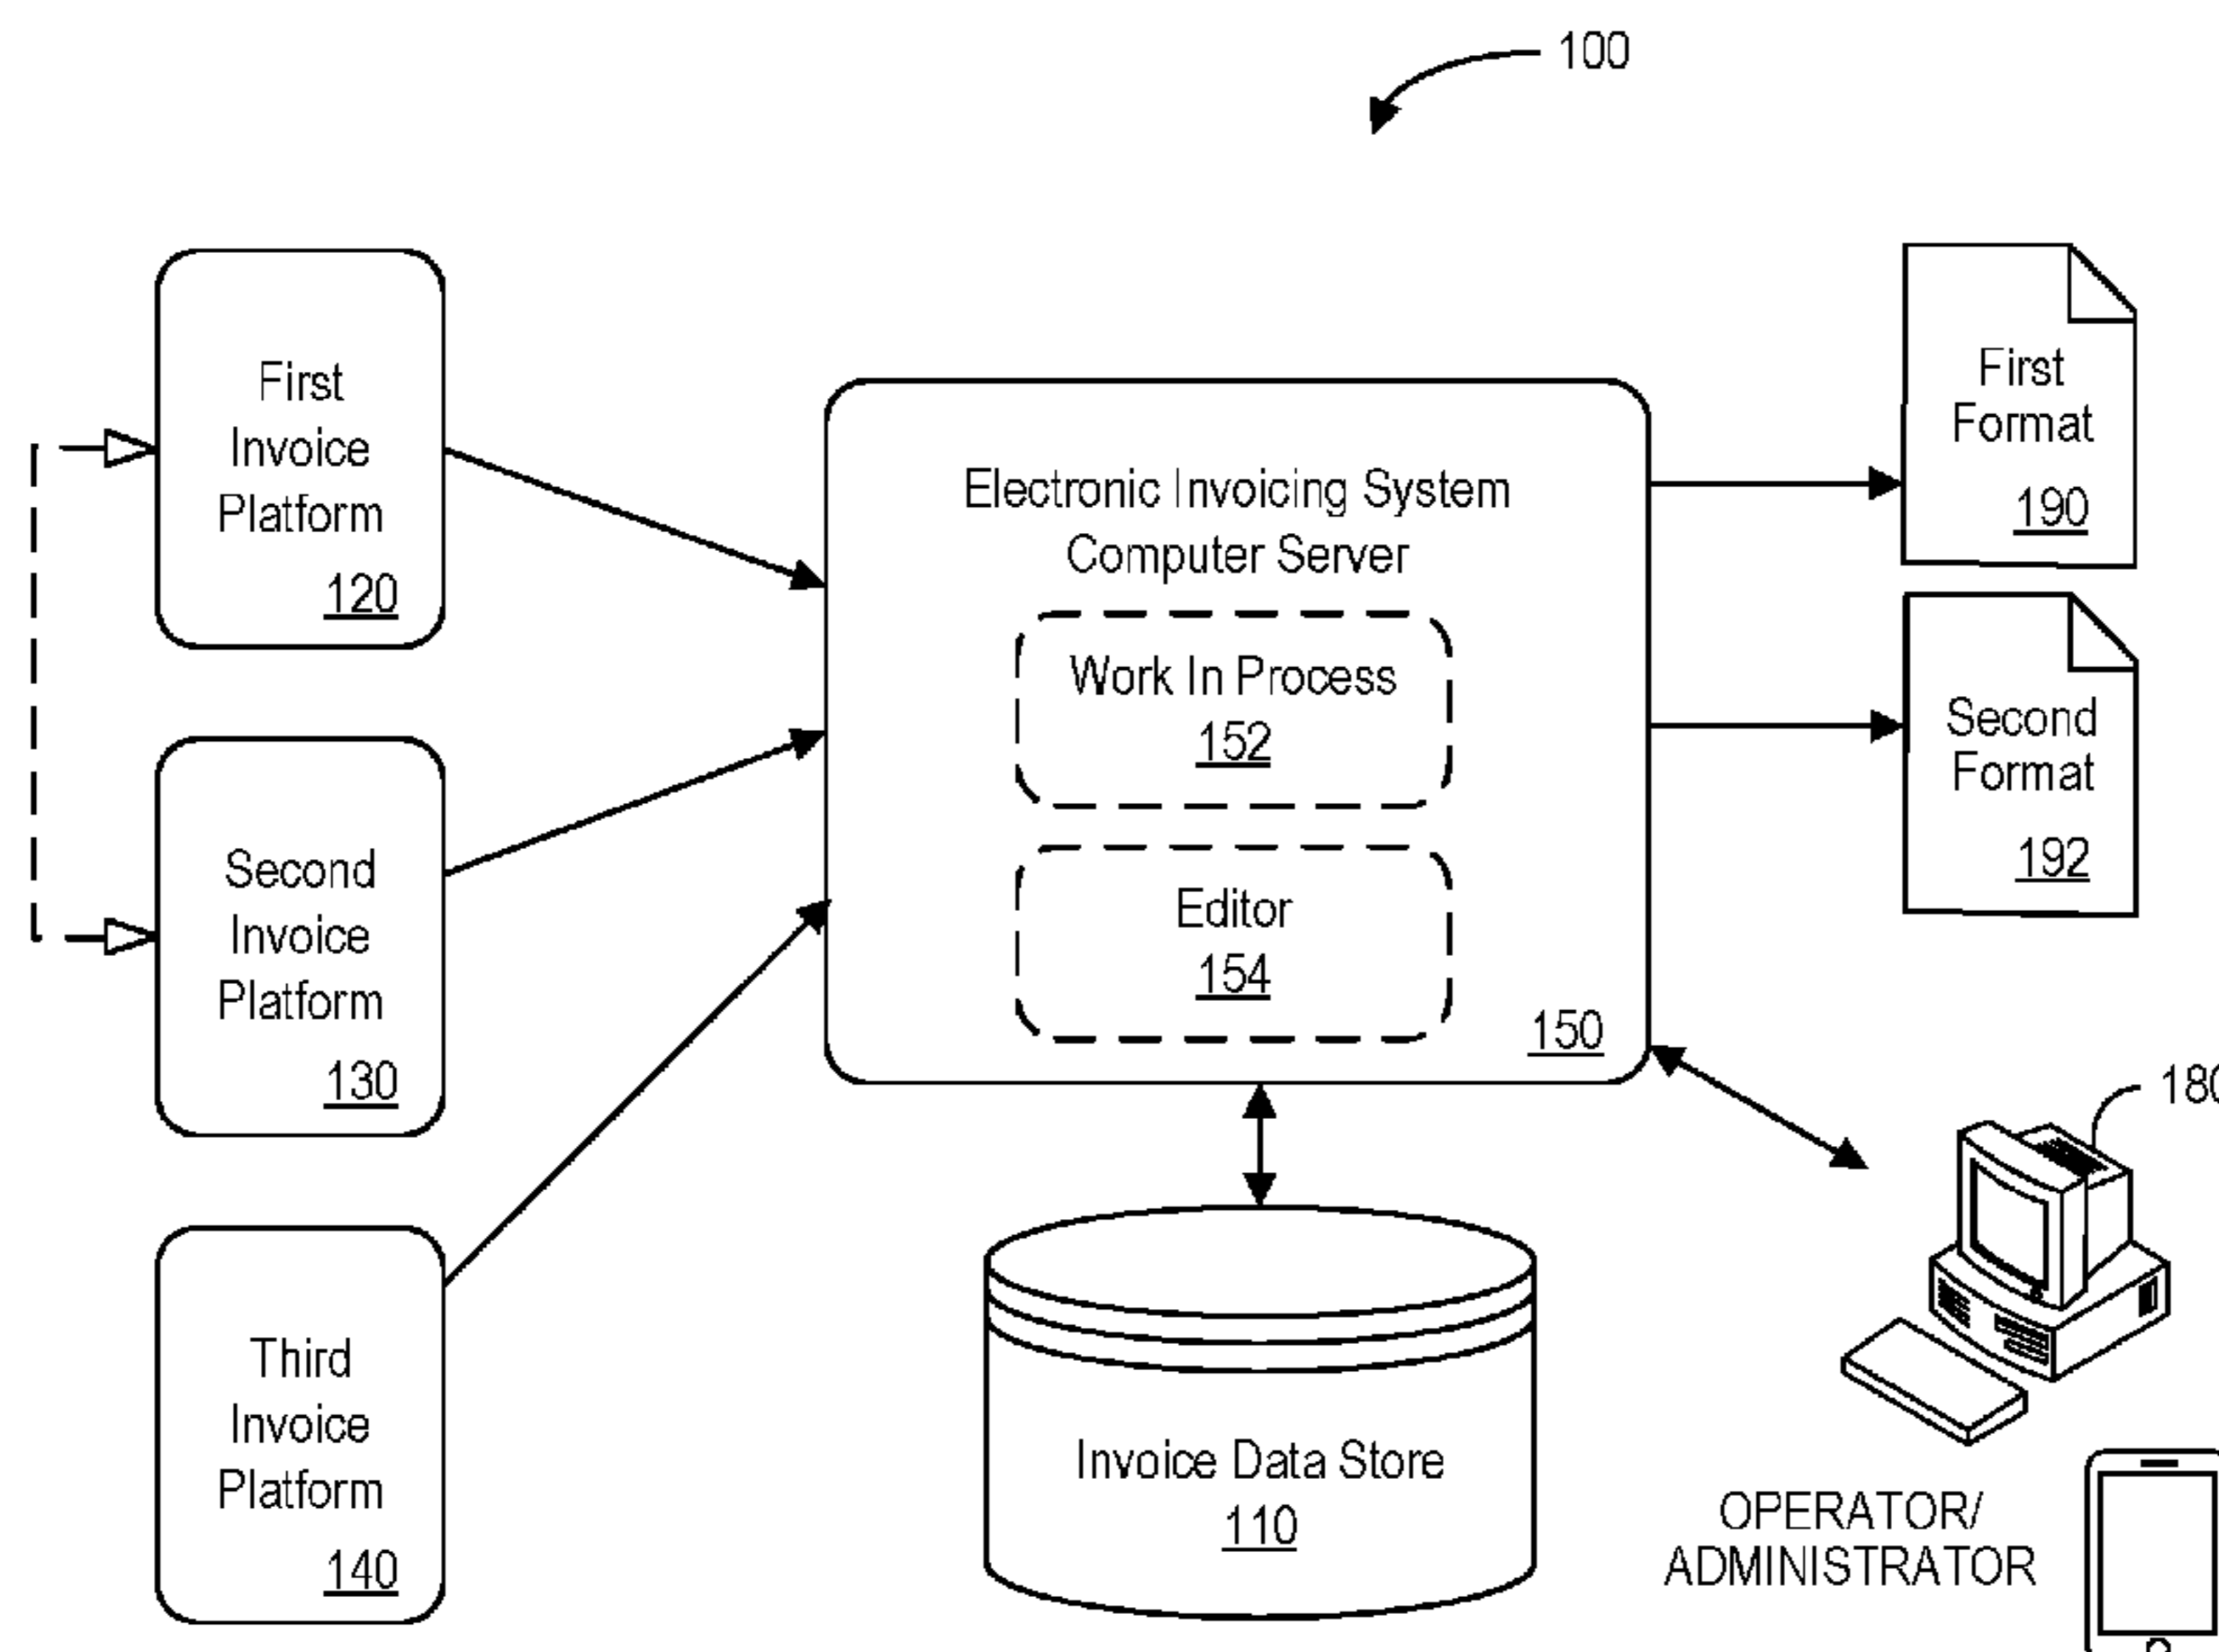 100
First
Invoice
Platform
120
Second
Invoice
Platform
130
Third
Invoice
Platform
140
Electronic Invoicing System
Computer Server
Work In Process
152
Editor
154
150
Invoice Data Store
110
First
Format
190
Second
Format
192
180
OPERATOR/
ADMINISTRATOR